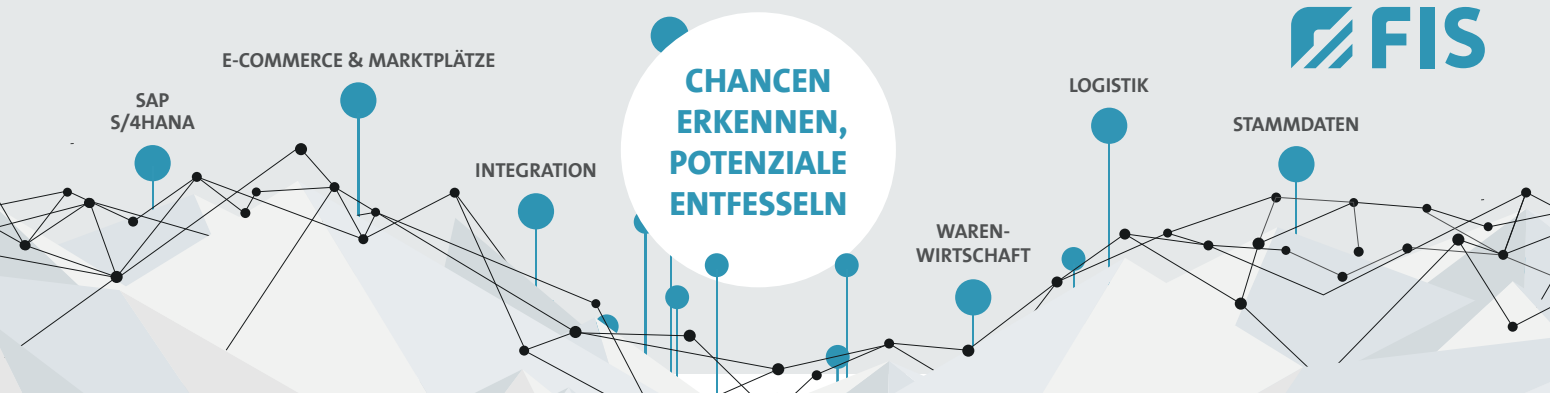 FIS
E-COMMERCE & MARKTPLÄTZE
SAP
S/4HANA
INTEGRATION
CHANCEN
ERKENNEN,
POTENZIALE
ENTFESSELN
LOGISTIK
STAMMDATEN
WAREN-
WIRTSCHAFT